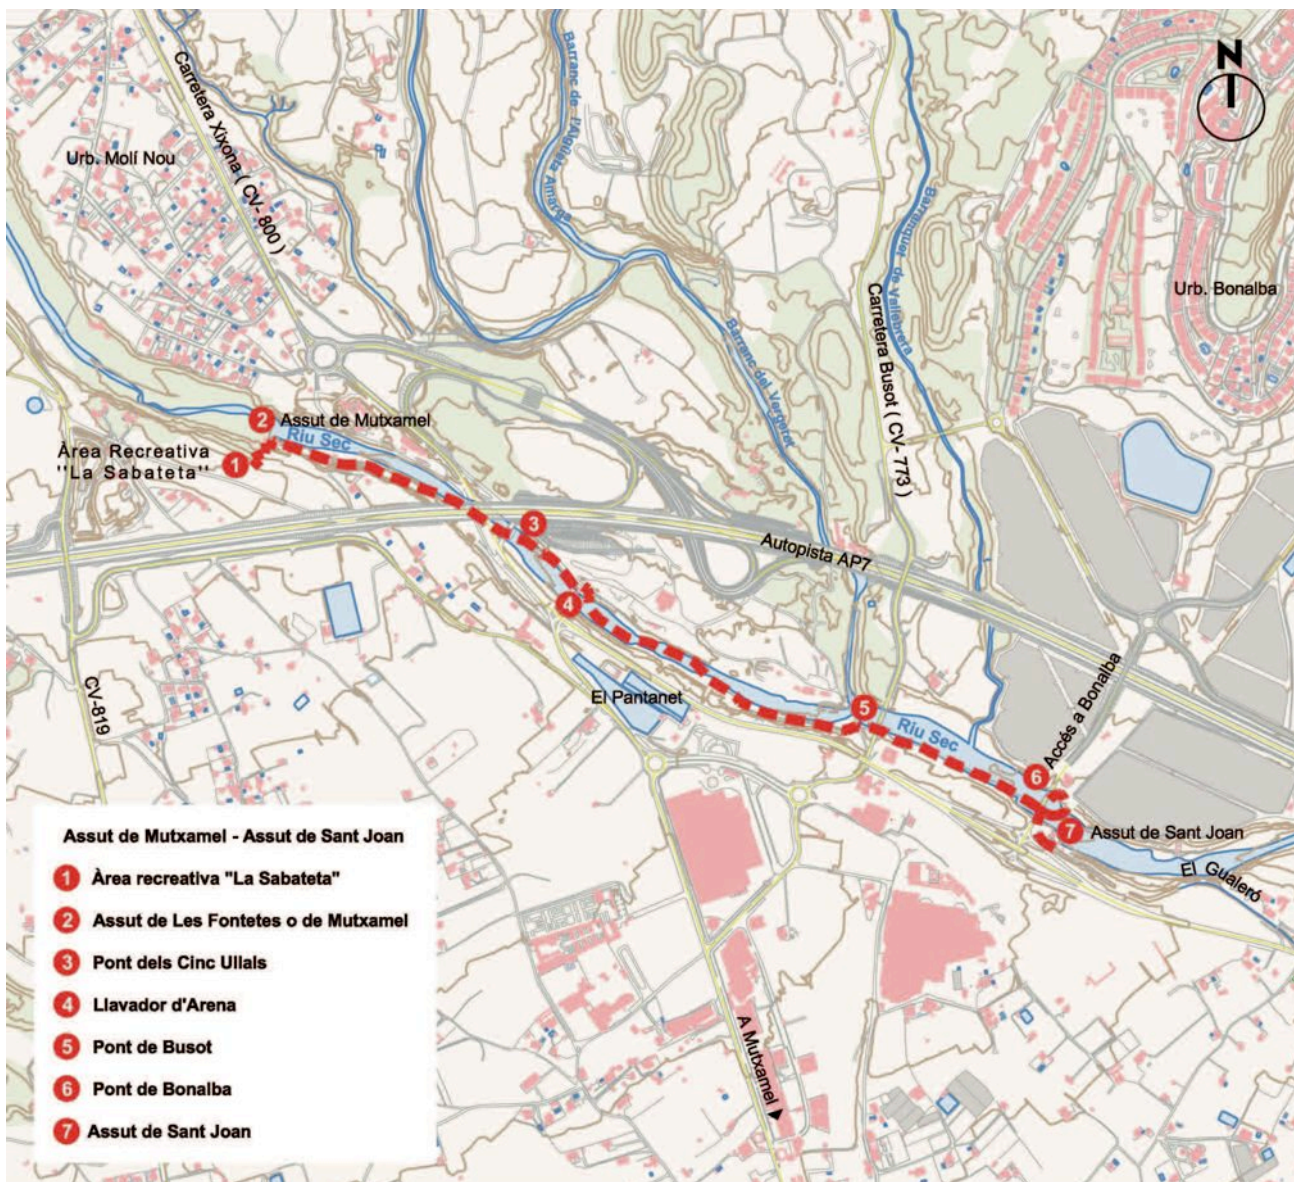 N
Carretera Xixona ( CV- 800 )
Urb. Molí Nou
Barranc de l'Aigüeta Amarga
Barranquet de Vallebrera
Carretera Busot ( CV- 773 )
Urb. Bonalba
Barranc del Vergeret
2 Assut de Mutxamel
Riu Sec
Àrea Recreativa
''La Sabateta''
1
3
Autopista AP7
4
CV-819
El Pantanet
5
Riu Sec
Accés a Bonalba
6
7 Assut de Sant Joan
El Gualeró
A Mutxamel
Assut de Mutxamel - Assut de Sant Joan
1 Àrea recreativa "La Sabateta"
2 Assut de Les Fontetes o de Mutxamel
3 Pont dels Cinc Ullals
4 Llavador d'Arena
5 Pont de Busot
6 Pont de Bonalba
7 Assut de Sant Joan